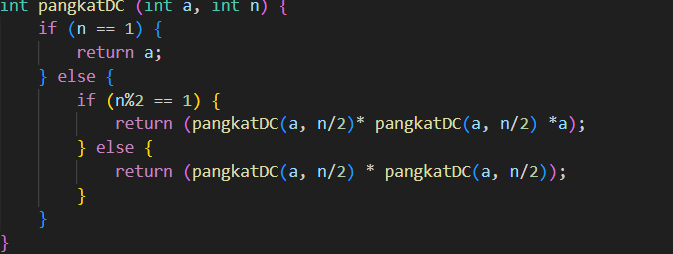 int pangkatDC (int a, int n) {
    if (n == 1) {
        return a;
    } else {
        if (n%2 == 1) {
            return (pangkatDC(a, n/2)* pangkatDC(a, n/2) *a);
        } else {
            return (pangkatDC(a, n/2) * pangkatDC(a, n/2));
        }
    }
}